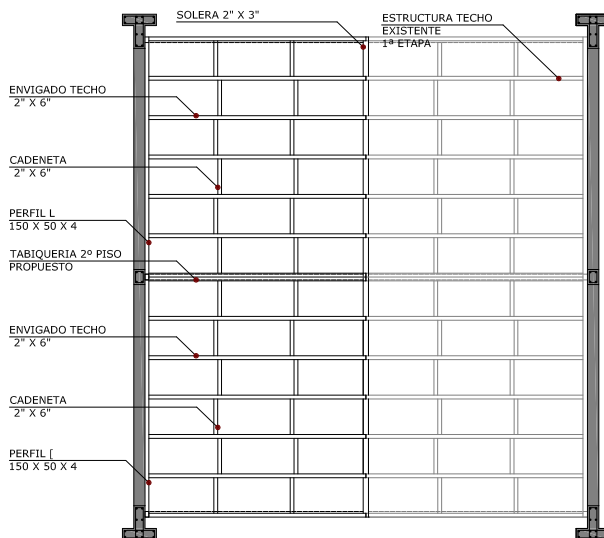 SOLERA 2" X 3"
ESTRUCTURA TECHO
EXISTENTE
1ª ETAPA
ENVIGADO TECHO
2" X 6"
CADENETA
2" X 6"
PERFIL L
150 X 50 X 4
TABIQUERIA 2º PISO
PROPUESTO
ENVIGADO TECHO
2" X 6"
CADENETA
2" X 6"
PERFIL [
150 X 50 X 4